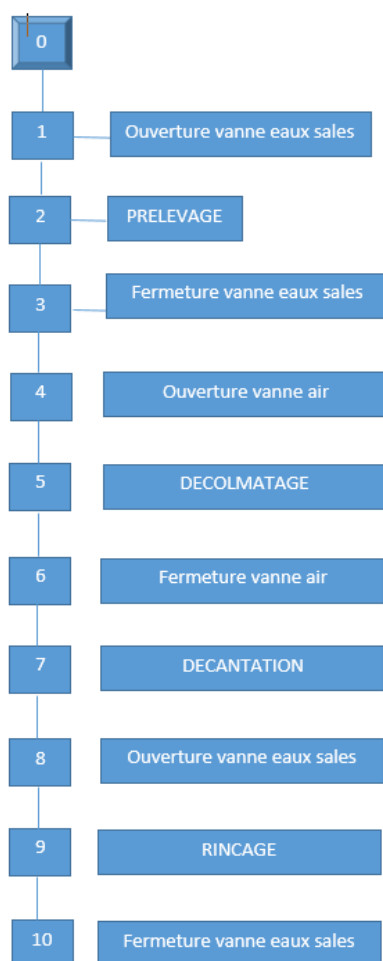 0
1 Ouverture vanne eaux sales
2 PRELEVAGE
3 Fermeture vanne eaux sales
4 Ouverture vanne air
5 DECOLMATAGE
6 Fermeture vanne air
7 DECANTATION
8 Ouverture vanne eaux sales
9 RINCAGE
10 Fermeture vanne eaux sales